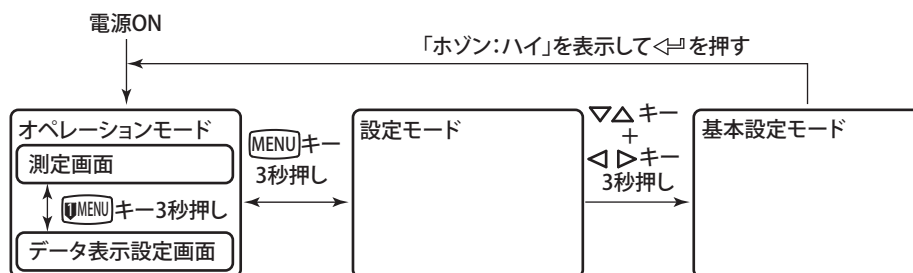 電源ON
「ホゾン：ハイ」を表示して を押す
オペレーションモード
測定画面
MENUキー3秒押し
データ表示設定画面
MENUキー
3秒押し
設定モード
▽△キー
+
◁▷キー
3秒押し
基本設定モード